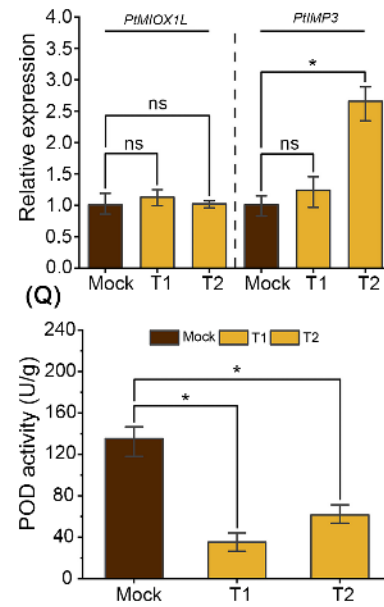 PtMIOX1L PtIMP3
Relative expression
4.0
3.5
3.0
2.5
2.0
1.5
1.0
0.5
0.0
ns
ns
*
ns
Mock T1 T2 Mock T1 T2
(Q)
Mock T1 T2
POD activity (U/g)
240
200
160
120
80
40
0
*
*
Mock T1 T2